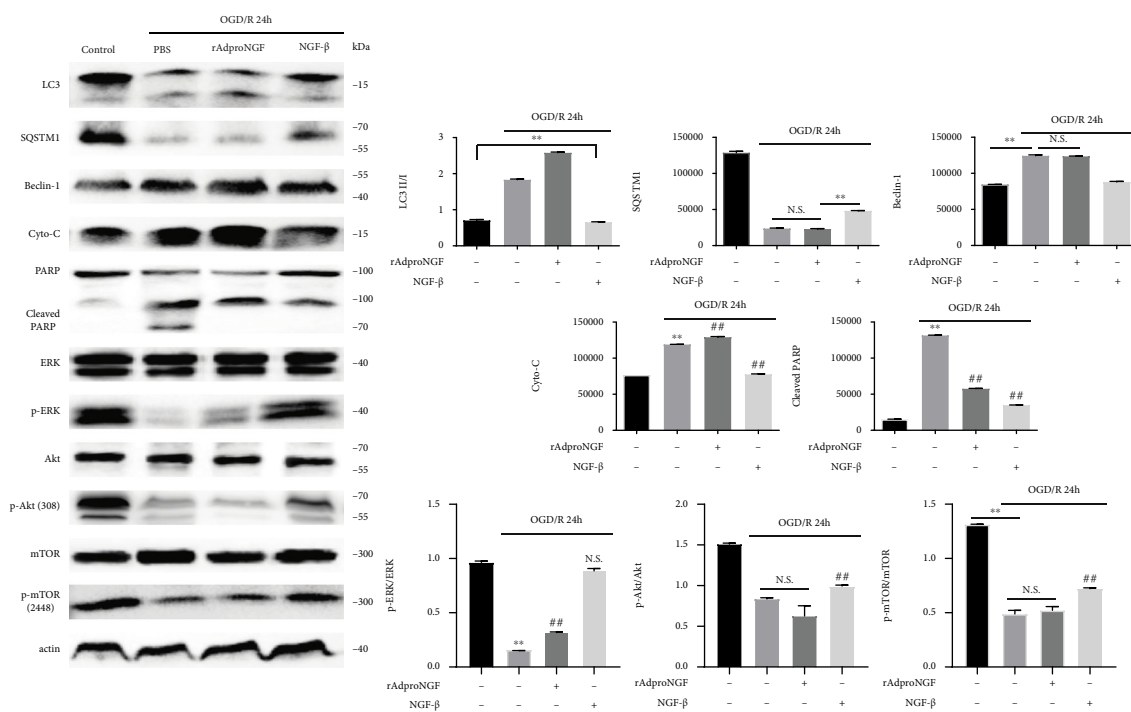 OGD/R 24h
Control PBS rAdproNGF NGF-β kDa
LC3 –15
SQSTM1 –70
–55
Beclin-1 –55
–40
Cyto-C –15
PARP –100
Cleaved PARP –100
–70
ERK –40
p-ERK –40
Akt –70
–55
p-Akt (308) –70
–55
mTOR –300
p-mTOR (2448) –300
actin –40
OGD/R 24h
**
LC3 II/I
3
2
1
0
rAdproNGF – – + –
NGF-β – – – +
OGD/R 24h
N.S. **
SQS TM1
150000
100000
50000
0
rAdproNGF – – + –
NGF-β – – – +
OGD/R 24h
** N.S.
Beclin-1
150000
100000
50000
0
rAdproNGF – – + –
NGF-β – – – +
OGD/R 24h
** ## ##
Cyto-C
150000
100000
50000
0
rAdproNGF – – + –
NGF-β – – – +
OGD/R 24h
** ## ##
Cleaved PARP
150000
100000
50000
0
rAdproNGF – – + –
NGF-β – – – +
OGD/R 24h
** ## N.S.
p-ERK/ERK
1.5
1.0
0.5
0.0
rAdproNGF – – + –
NGF-β – – – +
OGD/R 24h
N.S. ##
p-Akt/Akt
2.0
1.5
1.0
0.5
0.0
rAdproNGF – – + –
NGF-β – – – +
OGD/R 24h
** N.S. ##
p-mTOR/mTOR
1.5
1.0
0.5
0.0
rAdproNGF – – + –
NGF-β – – – +